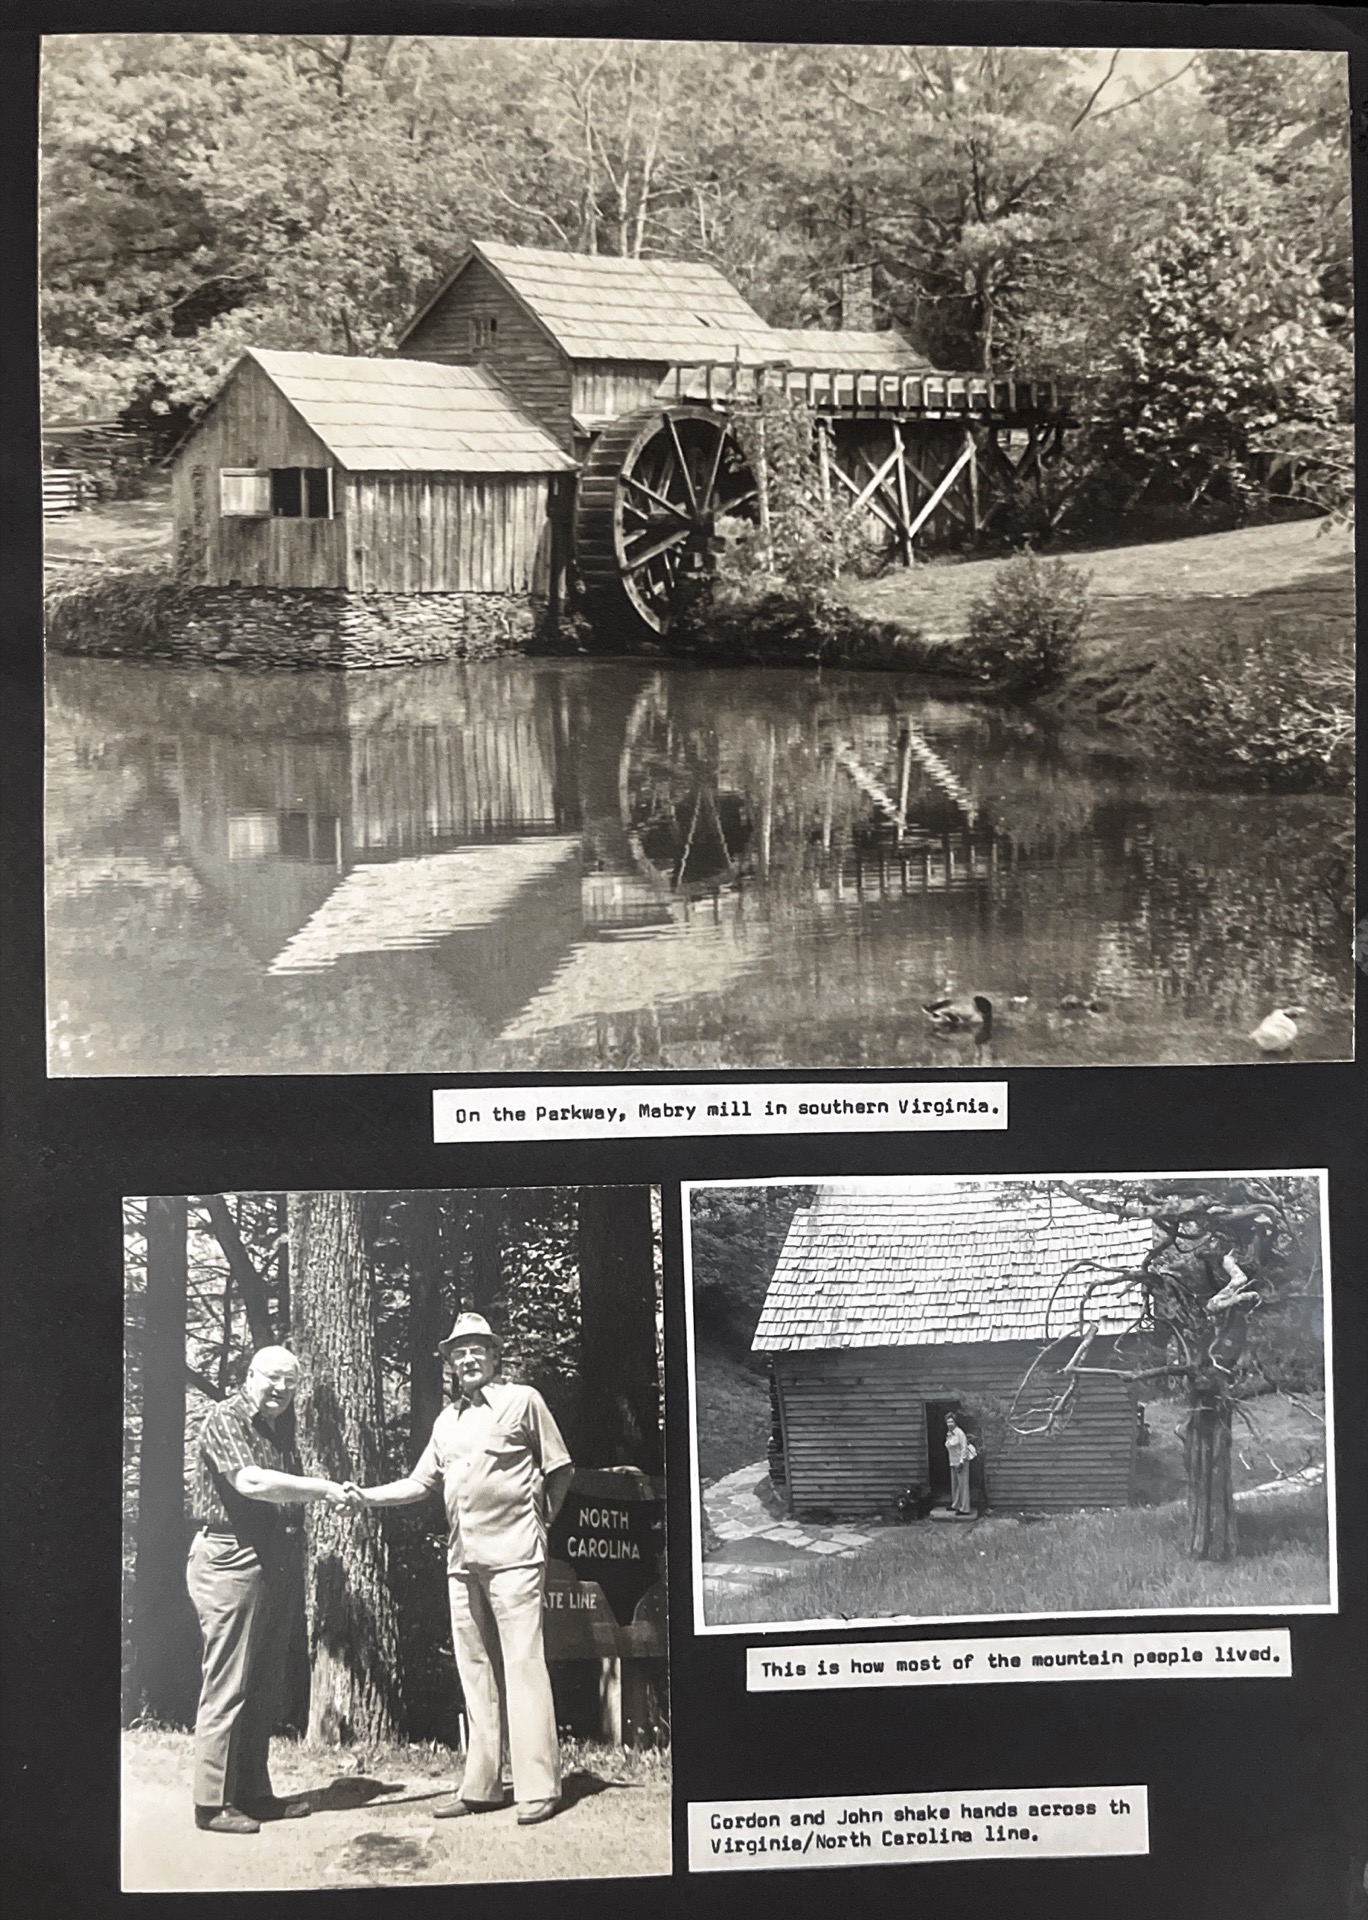 On the Parkway, Mabry mill in southern Virginia.
NORTH
CAROLINA
ATE LINE
This is how most of the mountain people lived.
Gordon and John shake hands across th
Virginia/North Carolina line.